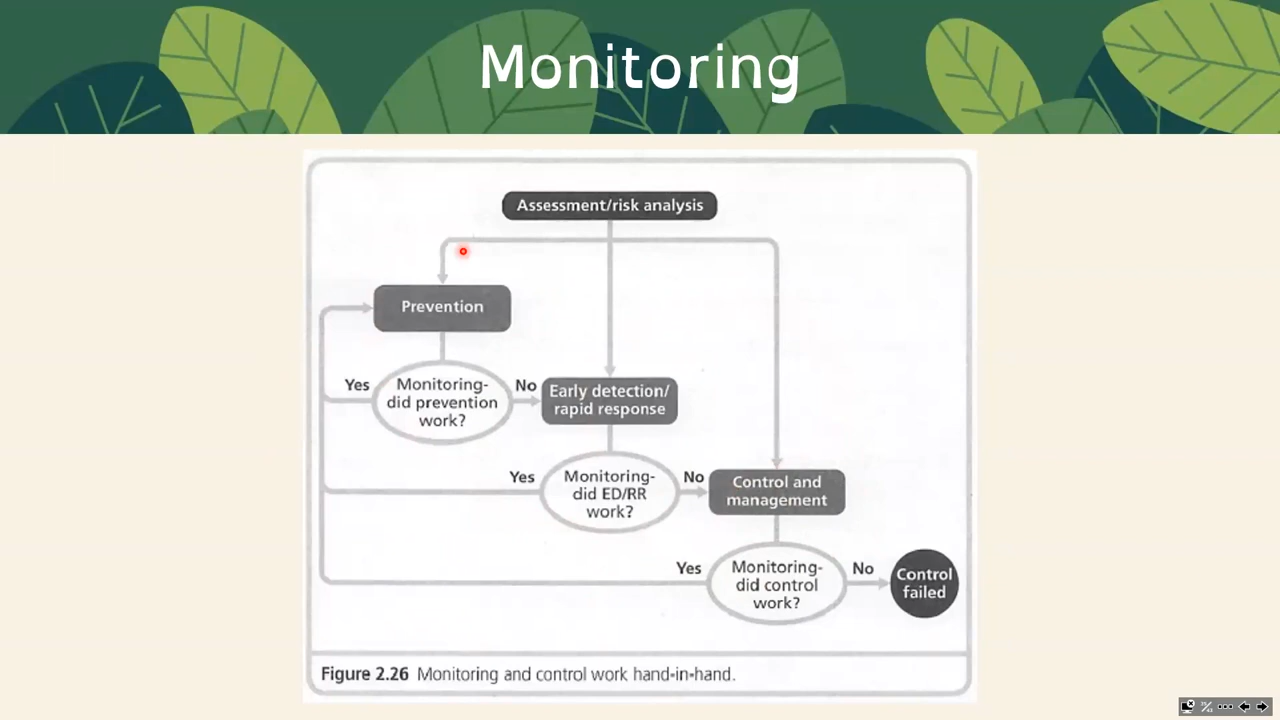 Monitoring
Assessment/risk analysis
Prevention
Yes
Monitoring-
did prevention
work?
No
Early detection/
rapid response
Yes
Monitoring-
did ED/RR
work?
No
Control and
management
Yes
Monitoring-
did control
work?
No
Control
failed
Figure 2.26 Monitoring and control work hand-in-hand.